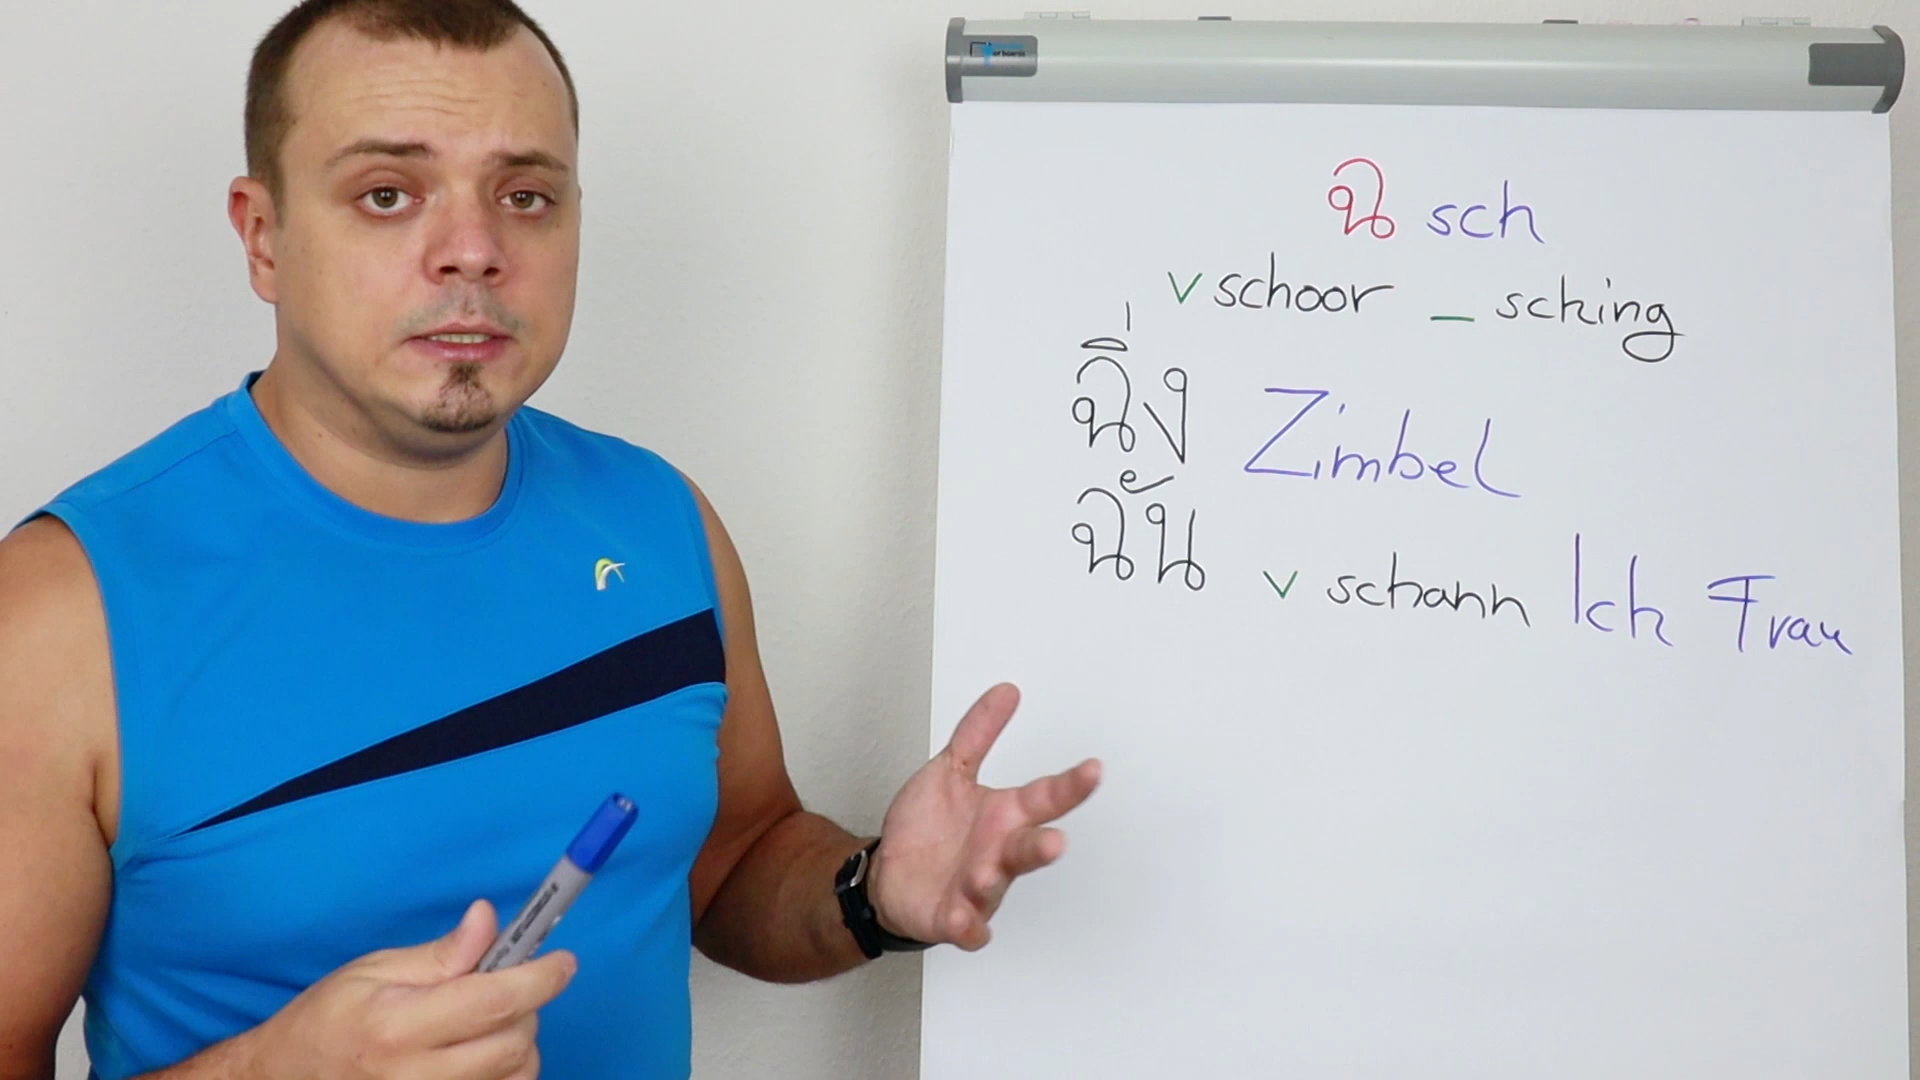 ฉ sch
v schoor _ sching
ฉิ่ง Zimbel
ฉัน v schann Ich Frau